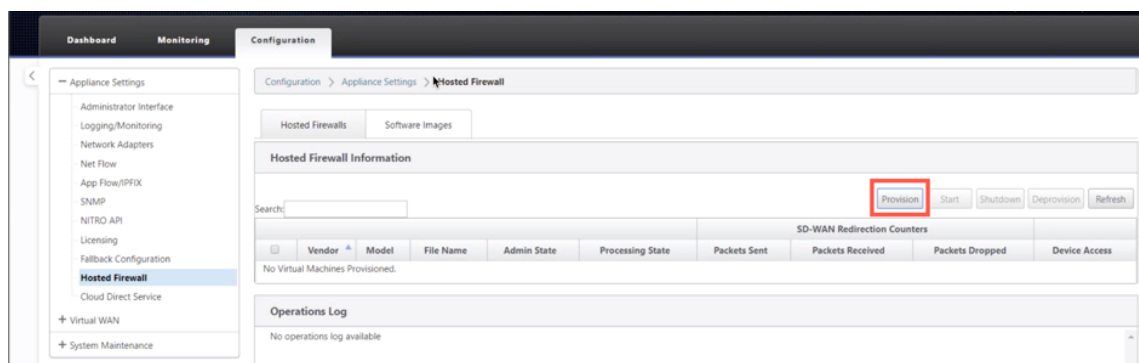 Dashboard Monitoring Configuration
Appliance Settings
Administrator Interface
Logging/Monitoring
Network Adapters
Net Flow
App Flow/IPFIX
SNMP
NITRO API
Licensing
Fallback Configuration
Hosted Firewall
Cloud Direct Service
Virtual WAN
System Maintenance
Configuration > Appliance Settings > Hosted Firewall
Hosted Firewalls Software Images
Hosted Firewall Information
Provision Start Shutdown Deprovision Refresh
Search:
SD-WAN Redirection Counters
Vendor Model File Name Admin State Processing State Packets Sent Packets Received Packets Dropped Device Access
No Virtual Machines Provisioned.
Operations Log
No operations log available